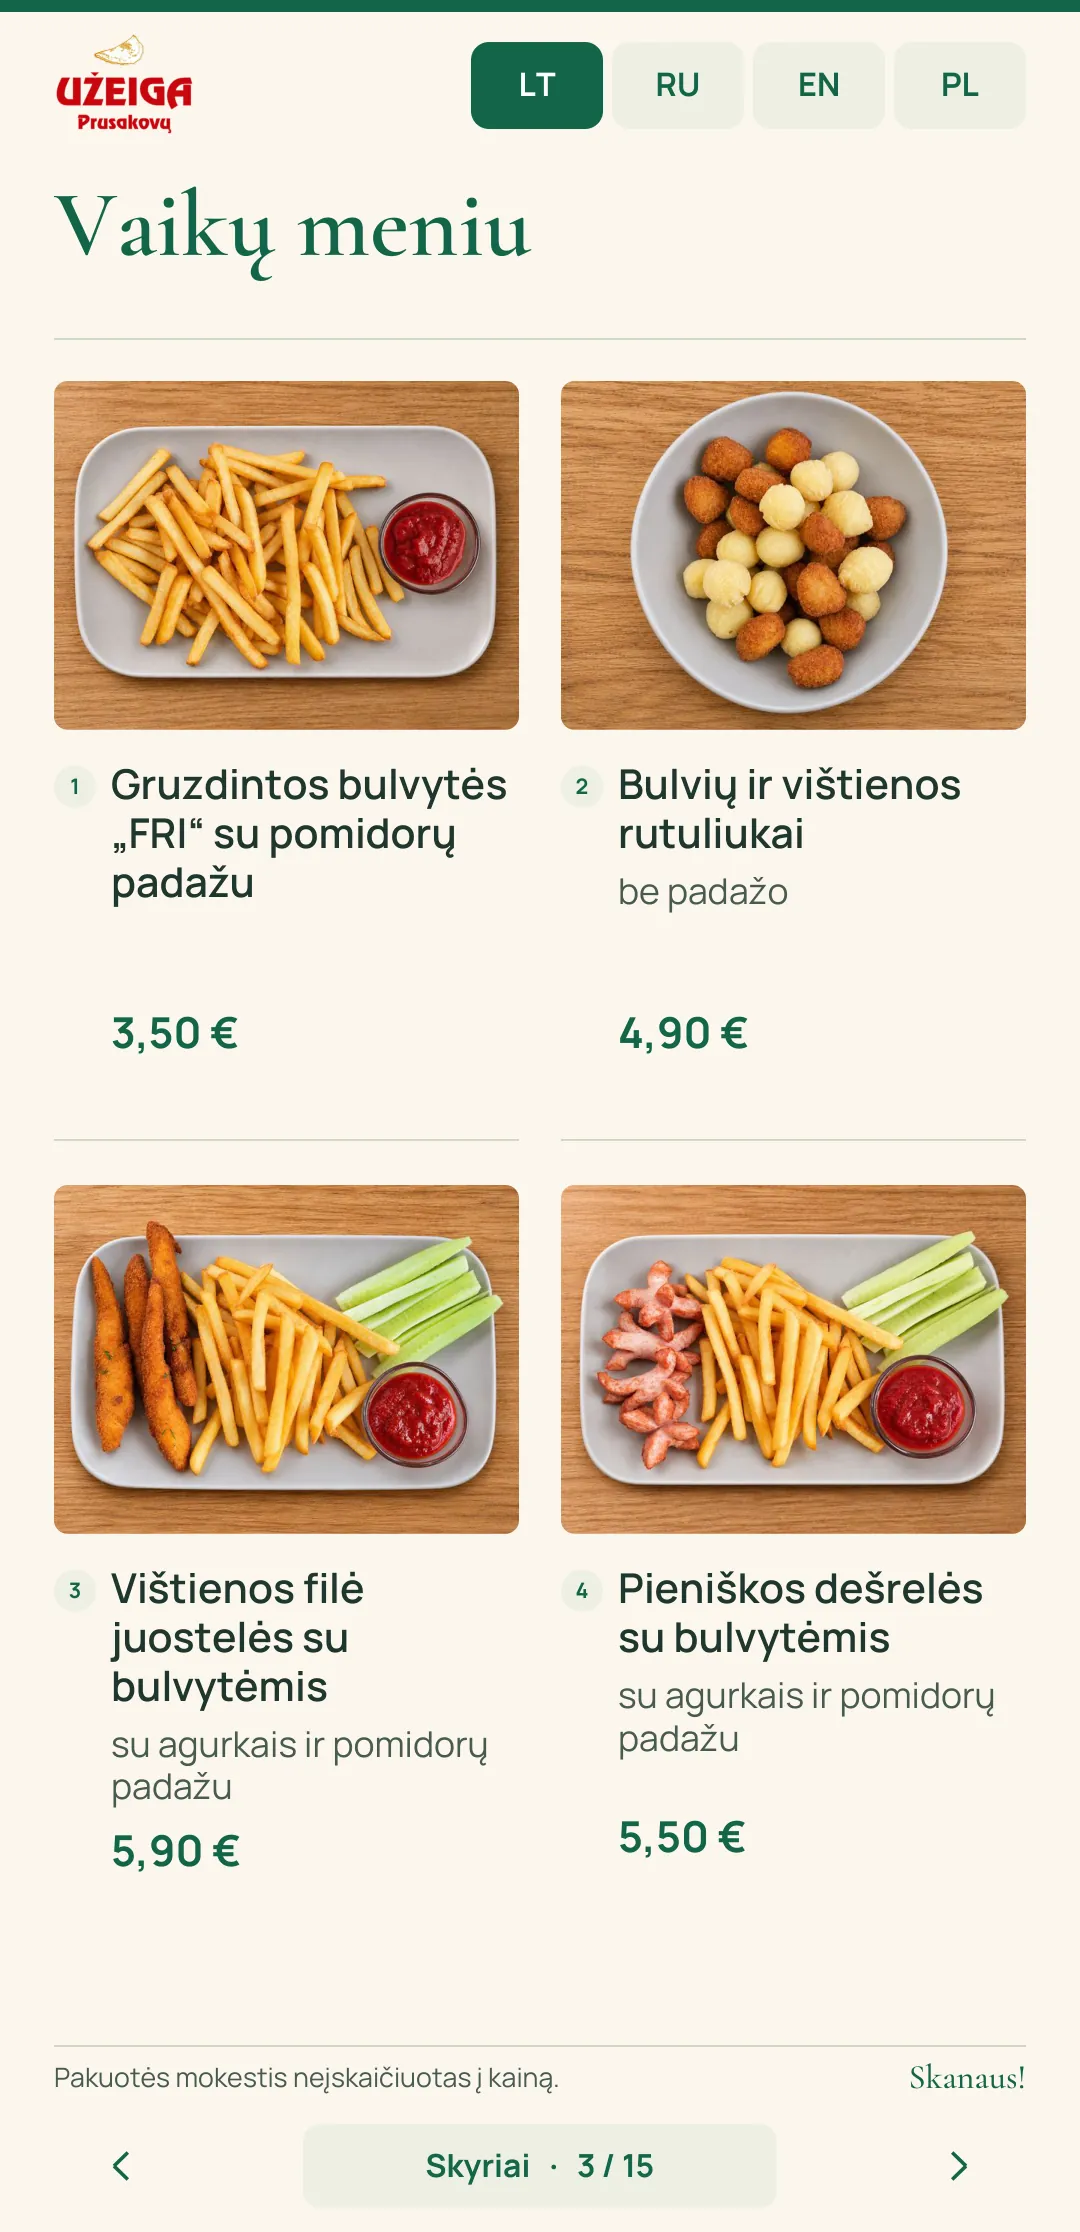 UŽEIGA
Prusakovų
LT
RU
EN
PL
Vaikų meniu
1
Gruzdintos bulvytės
„FRI“ su pomidorų
padažu
3,50 €
2
Bulvių ir vištienos
rutuliukai
be padažo
4,90 €
3
Vištienos filė
juostelės su
bulvytėmis
su agurkais ir pomidorų
padažu
5,90 €
4
Pieniškos dešrelės
su bulvytėmis
su agurkais ir pomidorų
padažu
5,50 €
Pakuotės mokestis neįskaičiuotas į kainą.
Skanaus!
Skyriai · 3 / 15